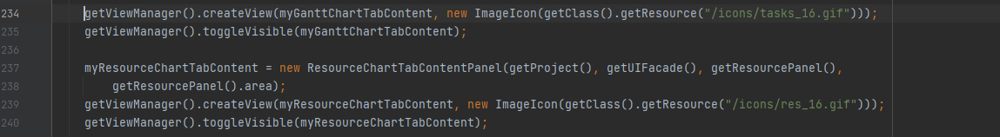 234 getViewManager().createView(myGanttChartTabContent, new ImageIcon(getClass().getResource("/icons/tasks_16.gif")));
235 getViewManager().toggleVisible(myGanttChartTabContent);
236
237 myResourceChartTabContent = new ResourceChartTabContentPanel(getProject(), getUIFacade(), getResourcePanel(),
238 getResourcePanel().area);
239 getViewManager().createView(myResourceChartTabContent, new ImageIcon(getClass().getResource("/icons/res_16.gif")));
240 getViewManager().toggleVisible(myResourceChartTabContent);